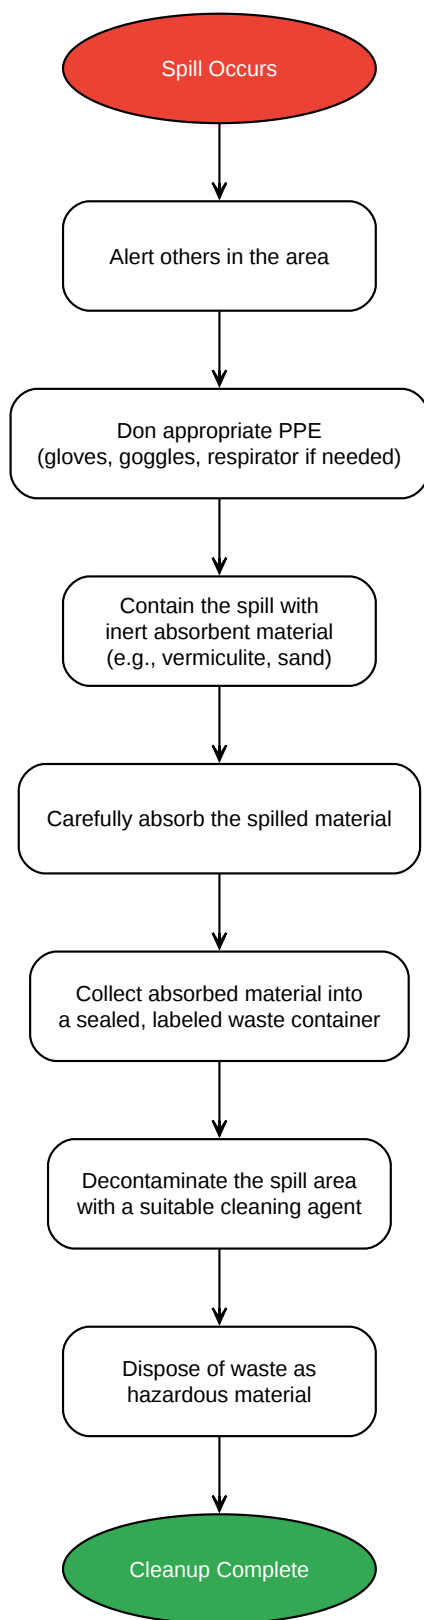 Spill Occurs
Alert others in the area
Don appropriate PPE
(gloves, goggles, respirator if needed)
Contain the spill with
inert absorbent material
(e.g., vermiculite, sand)
Carefully absorb the spilled material
Collect absorbed material into
a sealed, labeled waste container
Decontaminate the spill area
with a suitable cleaning agent
Dispose of waste as
hazardous material
Cleanup Complete